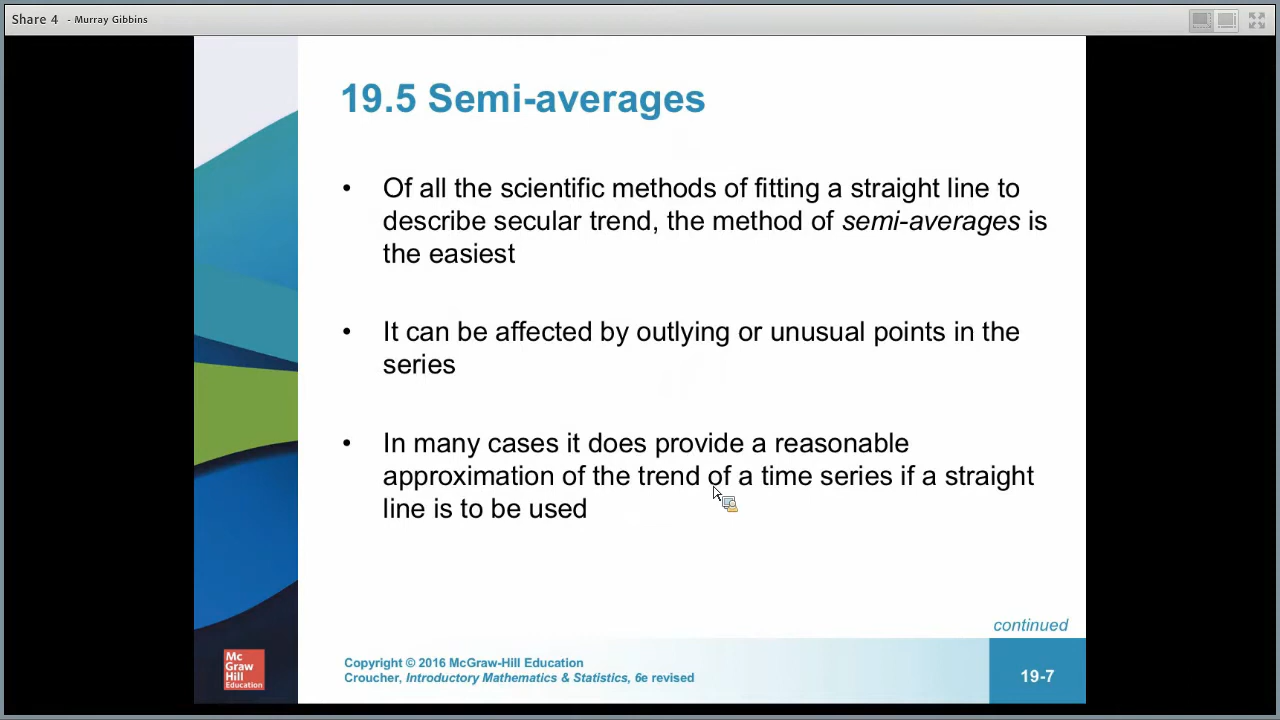 Share 4 - Murray Gibbins
19.5 Semi-averages
• Of all the scientific methods of fitting a straight line to
describe secular trend, the method of semi-averages is
the easiest
• It can be affected by outlying or unusual points in the
series
• In many cases it does provide a reasonable
approximation of the trend of a time series if a straight
line is to be used
continued
Mc
Graw
Hill
Education
Copyright © 2016 McGraw-Hill Education
Croucher, Introductory Mathematics & Statistics, 6e revised
19-7